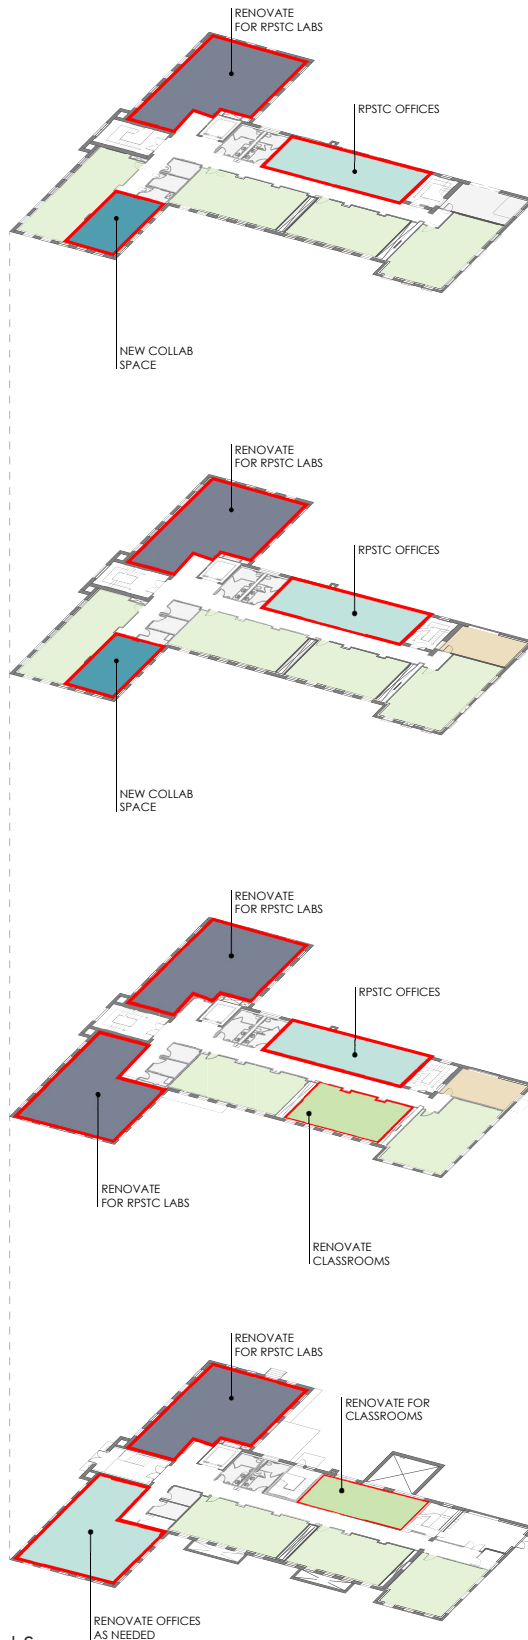 RENOVATE
FOR RPSTC LABS
RPSTC OFFICES
NEW COLLAB
SPACE
RENOVATE
FOR RPSTC LABS
RPSTC OFFICES
NEW COLLAB
SPACE
RENOVATE
FOR RPSTC LABS
RPSTC OFFICES
RENOVATE
FOR RPSTC LABS
RENOVATE
CLASSROOMS
RENOVATE
FOR RPSTC LABS
RENOVATE FOR
CLASSROOMS
RENOVATE OFFICES
AS NEEDED